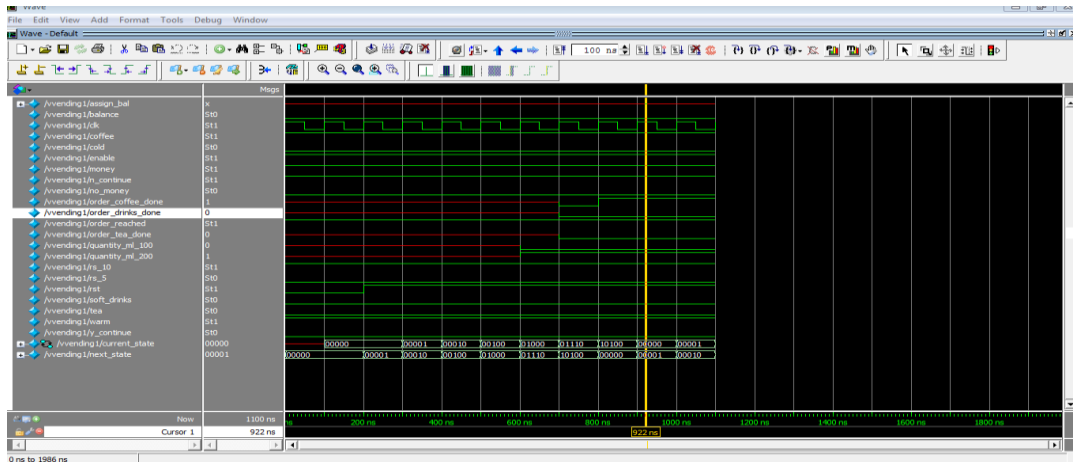 Wave
File Edit View Add Format Tools Debug Window
Wave - Default
100 ns
Msgs
/vvending1/assign_bal x
/vvending1/balance St0
/vvending1/clk St1
/vvending1/coffee St1
/vvending1/cold St0
/vvending1/enable St1
/vvending1/money St1
/vvending1/n_continue St1
/vvending1/no_money St0
/vvending1/order_coffee_done 1
/vvending1/order_drinks_done 0
/vvending1/order_reached St1
/vvending1/order_tea_done 0
/vvending1/quantity_ml_100 0
/vvending1/quantity_ml_200 1
/vvending1/rs_10 St1
/vvending1/rs_5 St0
/vvending1/rst St1
/vvending1/soft_drinks St0
/vvending1/tea St0
/vvending1/warm St1
/vvending1/y_continue St0
/vvending1/current_state 00000 00000 00001 00010 00100 01000 01110 10100 00000 00001
/vvending1/next_state 00001 00000 00001 00010 00100 01000 01110 10100 00000 00001 00010
Now 1100 ns ns 200 ns 400 ns 600 ns 800 ns 1000 ns 1200 ns 1400 ns 1600 ns 1800 ns
Cursor 1 922 ns 922 ns
0 ns to 1986 ns